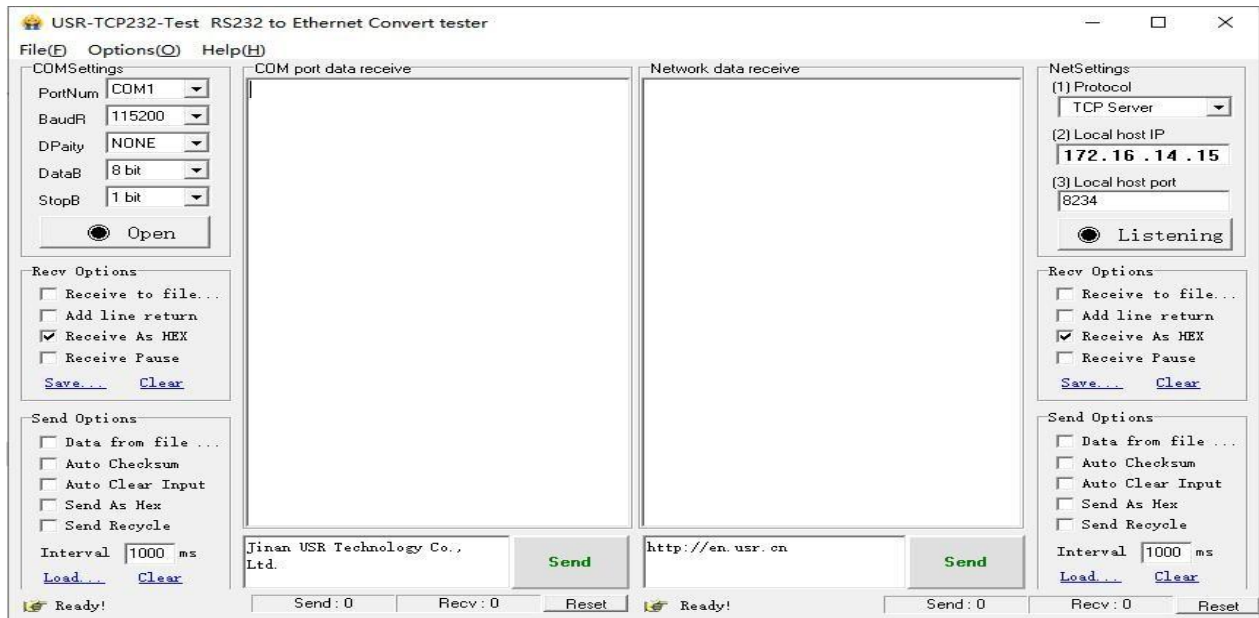 USR-TCP232-Test RS232 to Ethernet Convert tester
File(F) Options(O) Help(H)
COMSettings
PortNum COM1
BaudR 115200
DPaity NONE
DataB 8 bit
StopB 1 bit
Open
Recv Options
Receive to file...
Add line return
Receive As HEX
Receive Pause
Save... Clear
Send Options
Data from file ...
Auto Checksum
Auto Clear Input
Send As Hex
Send Recycle
Interval 1000 ms
Load... Clear
Ready!
COM port data receive
Jinan USR Technology Co.,
Ltd.
Send
Send : 0 Recv : 0 Reset
Network data receive
http://en.usr.cn
Send
Ready!
Send : 0 Recv : 0 Reset
NetSettings
(1) Protocol
TCP Server
(2) Local host IP
172.16 .14 .15
(3) Local host port
8234
Listening
Recv Options
Receive to file...
Add line return
Receive As HEX
Receive Pause
Save... Clear
Send Options
Data from file ...
Auto Checksum
Auto Clear Input
Send As Hex
Send Recycle
Interval 1000 ms
Load... Clear